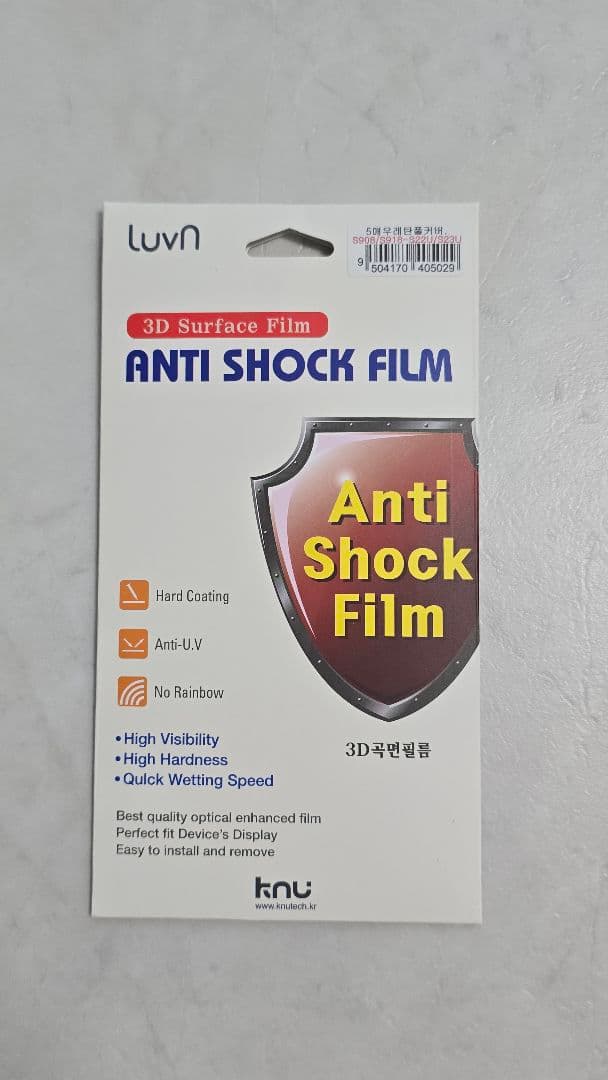 Luvn
5매우레탄풀커버.
S908/S918-S22U/S23U
9 504170 405029
3D Surface Film
ANTI SHOCK FILM
Anti
Shock
Film
Hard Coating
Anti-U.V
No Rainbow
•High Visibility
•High Hardness
•Quick Wetting Speed
3D곡면필름
Best quality optical enhanced film
Perfect fit Device's Display
Easy to install and remove
knu
www.knutech.kr